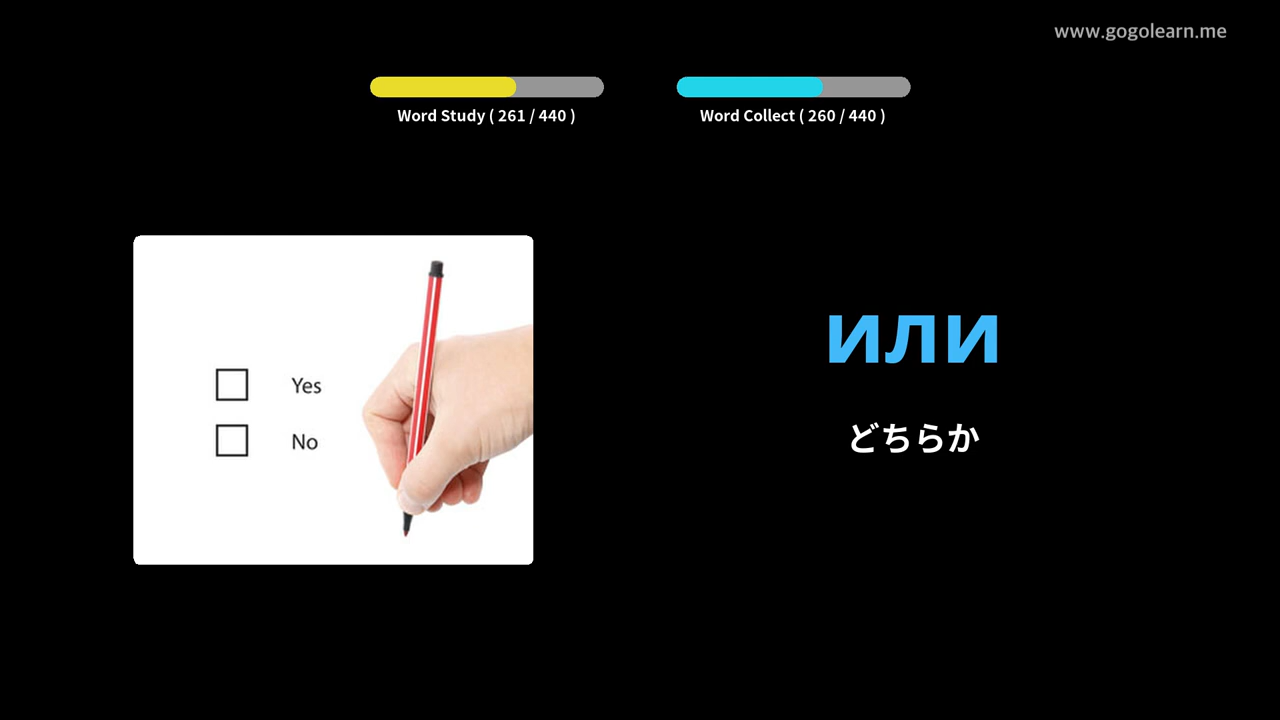 www.gogolearn.me
Word Study ( 261 / 440 )
Word Collect ( 260 / 440 )
Yes
No
или
どちらか